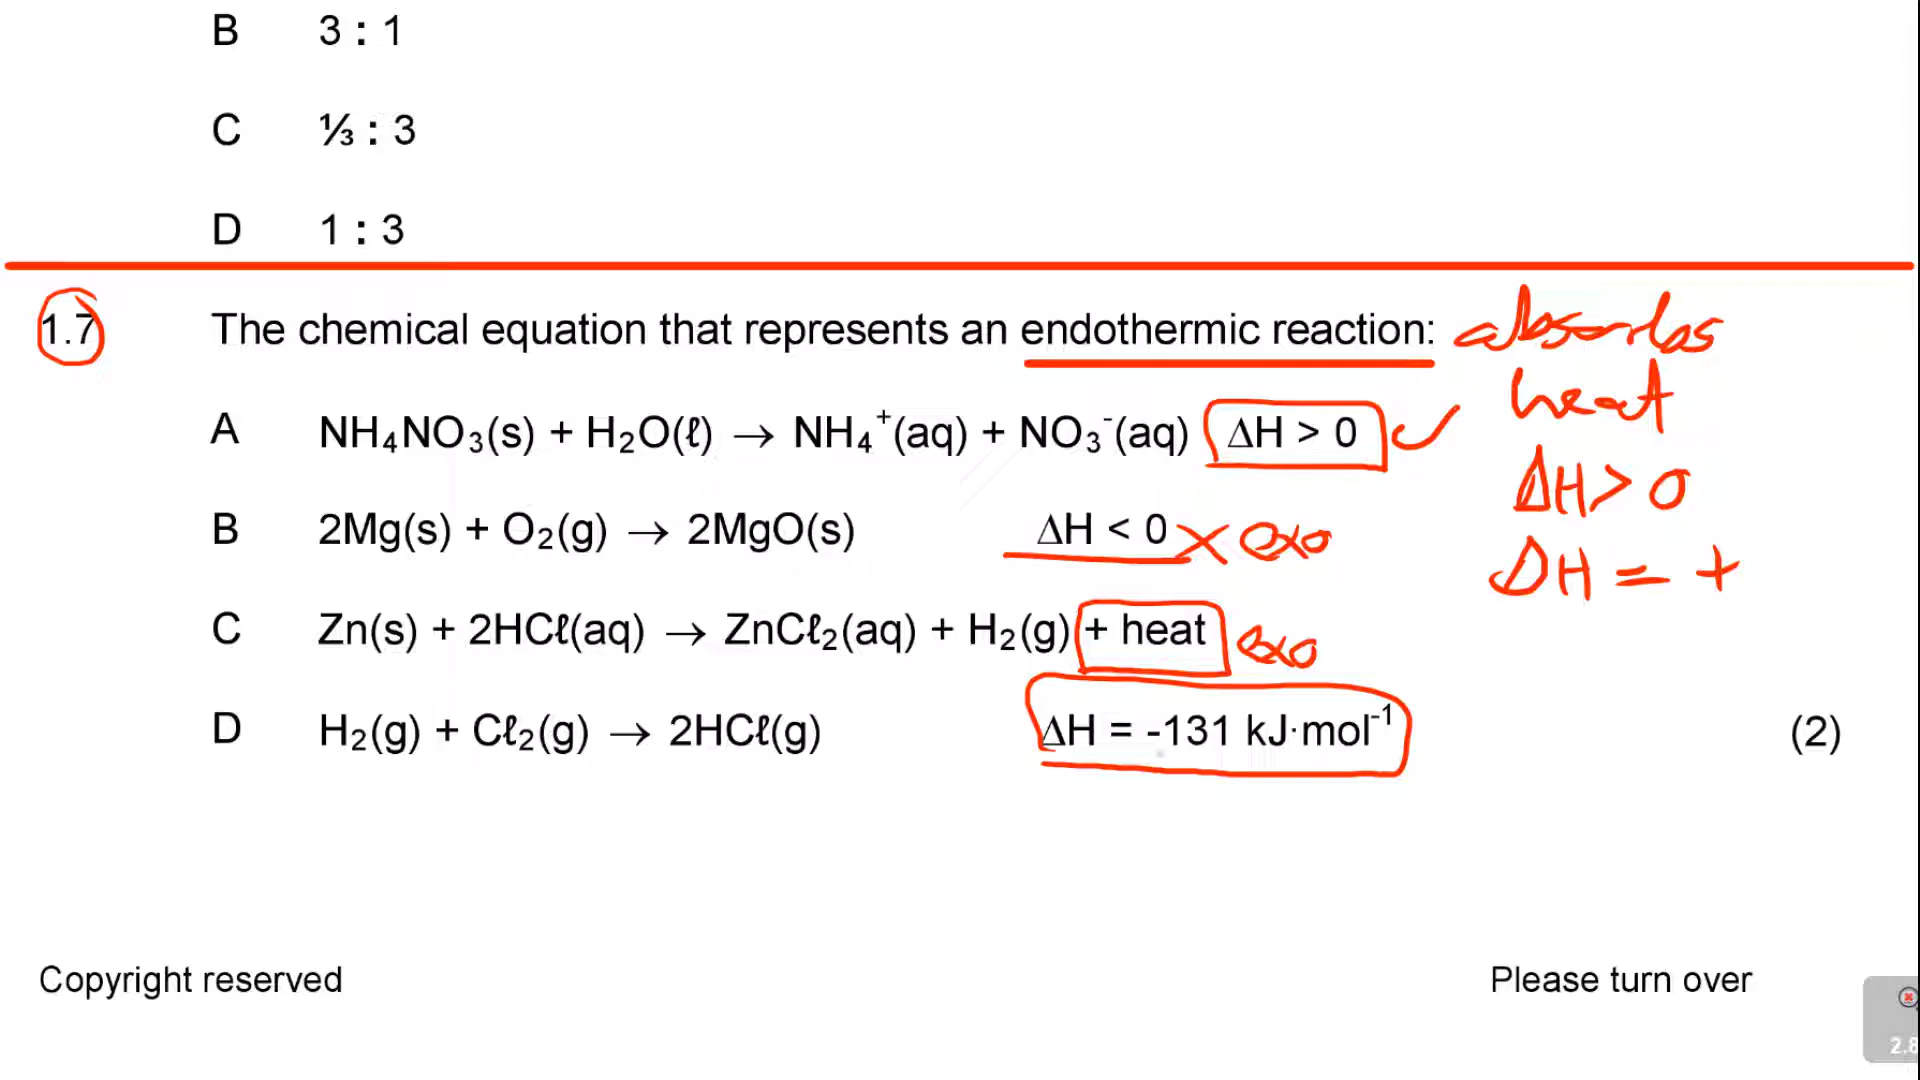 B 3 : 1
C ⅓ : 3
D 1 : 3
1.7 The chemical equation that represents an endothermic reaction: absorbs
heat
A NH₄NO₃(s) + H₂O(ℓ) → NH₄⁺(aq) + NO₃⁻(aq) ΔH > 0 ✓
ΔH > 0
B 2Mg(s) + O₂(g) → 2MgO(s) ΔH < 0 × exo
ΔH = +
C Zn(s) + 2HCℓ(aq) → ZnCℓ₂(aq) + H₂(g) + heat exo
D H₂(g) + Cℓ₂(g) → 2HCℓ(g) ΔH = -131 kJ·mol⁻¹ (2)
Copyright reserved Please turn over
2.8